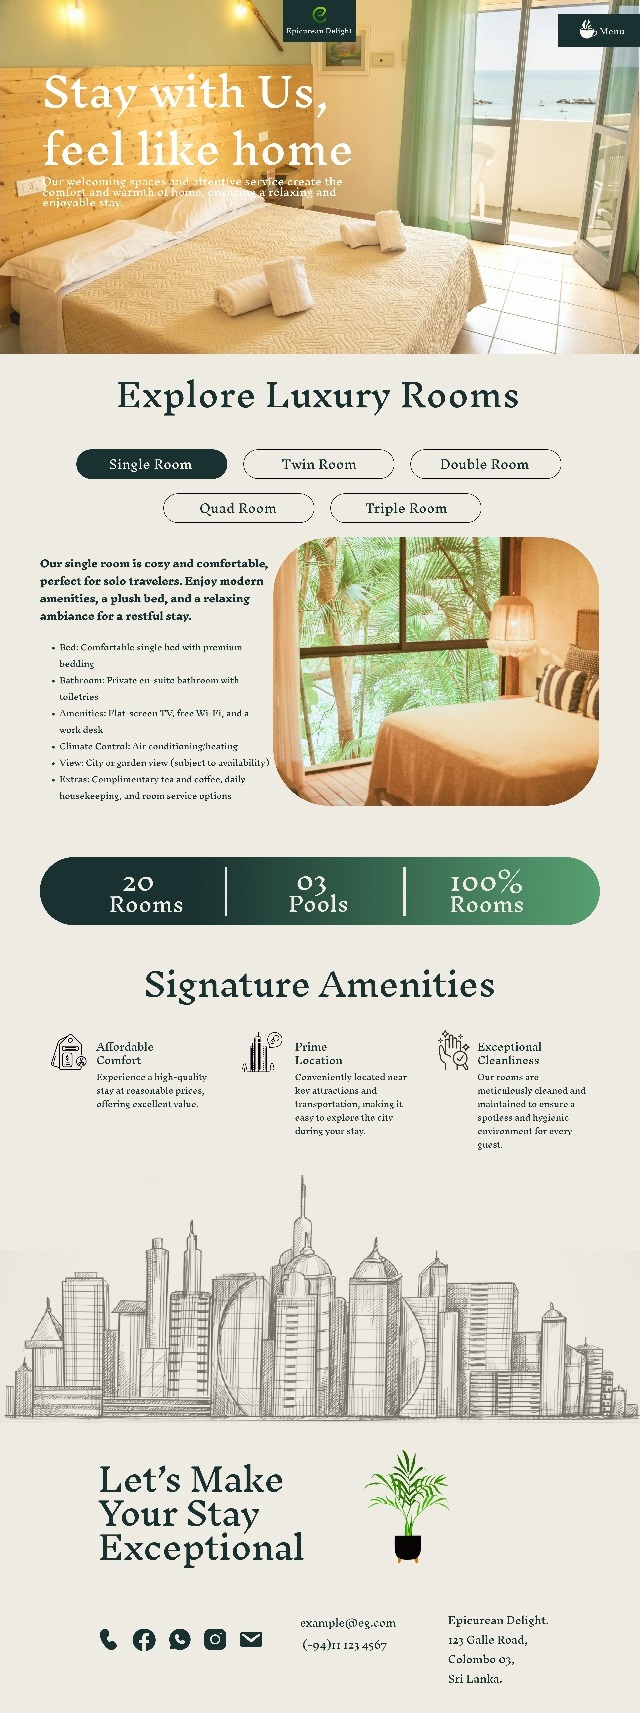 Epicurean Delight
Menu
Stay with Us,
feel like home
Our welcoming spaces and attentive service create the
comfort and warmth of home, ensuring a relaxing and
enjoyable stay.
Explore Luxury Rooms
Single Room
Twin Room
Double Room
Quad Room
Triple Room
Our single room is cozy and comfortable,
perfect for solo travelers. Enjoy modern
amenities, a plush bed, and a relaxing
ambiance for a restful stay.
• Bed: Comfortable single bed with premium
bedding
• Bathroom: Private en-suite bathroom with
toiletries
• Amenities: Flat-screen TV, free Wi-Fi, and a
work desk
• Climate Control: Air conditioning/heating
• View: City or garden view (subject to availability)
• Extras: Complimentary tea and coffee, daily
housekeeping, and room service options
20
Rooms
03
Pools
100%
Rooms
Signature Amenities
Affordable
Comfort
Experience a high-quality
stay at reasonable prices,
offering excellent value.
Prime
Location
Conveniently located near
key attractions and
transportation, making it
easy to explore the city
during your stay.
Exceptional
Cleanliness
Our rooms are
meticulously cleaned and
maintained to ensure a
spotless and hygienic
environment for every
guest.
Let's Make
Your Stay
Exceptional
example@eg.com
(-94)11 123 4567
Epicurean Delight.
123 Galle Road,
Colombo 03,
Sri Lanka.